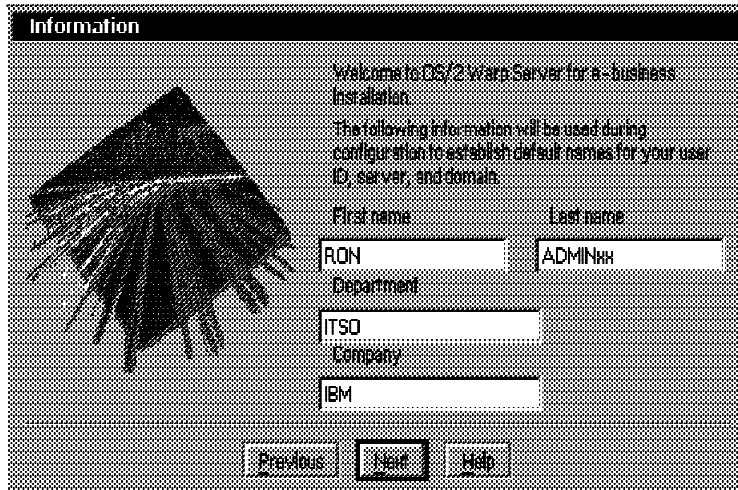 Information
Welcome to OS/2 Warp Server for e-business
Installation.
The following information will be used during
configuration to establish default names for your user
ID, server, and domain.
First name Last name
RON ADMINxx
Department
ITSO
Company
IBM
Previous Next Help